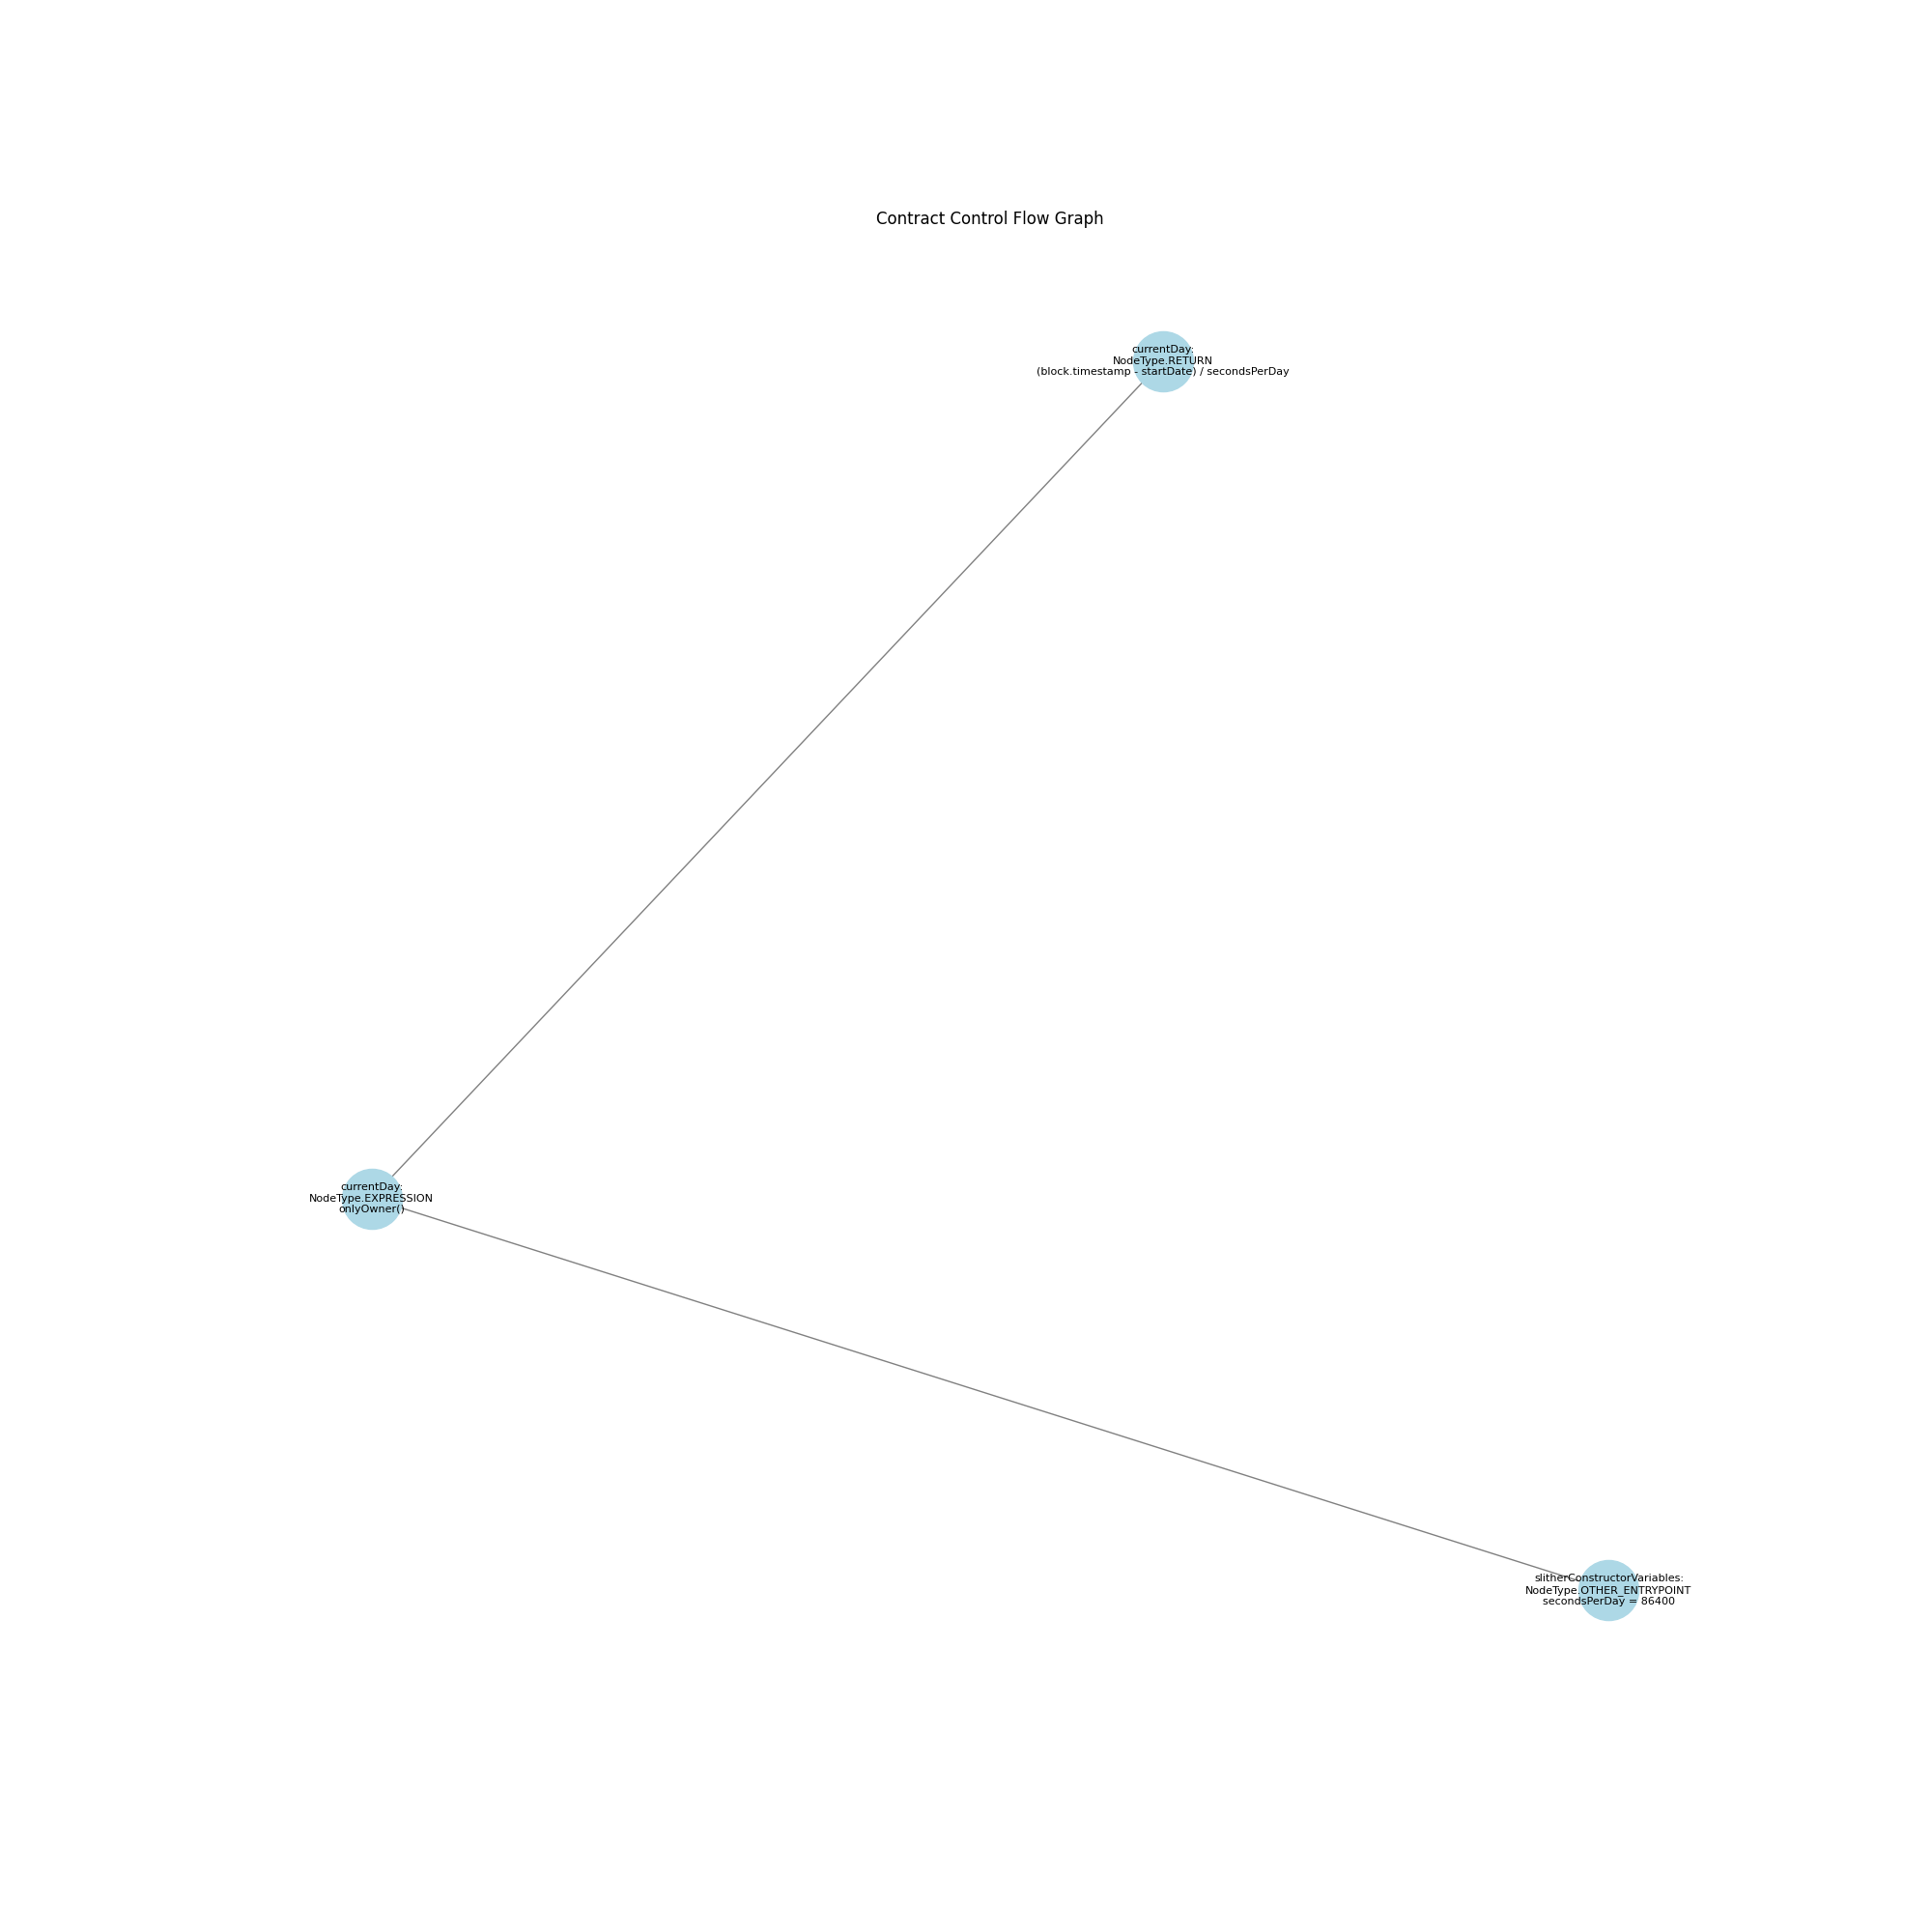 Contract Control Flow Graph
currentDay:
NodeType.RETURN
(block.timestamp - startDate) / secondsPerDay
currentDay:
NodeType.EXPRESSION
onlyOwner()
slitherConstructorVariables:
NodeType.OTHER_ENTRYPOINT
secondsPerDay = 86400